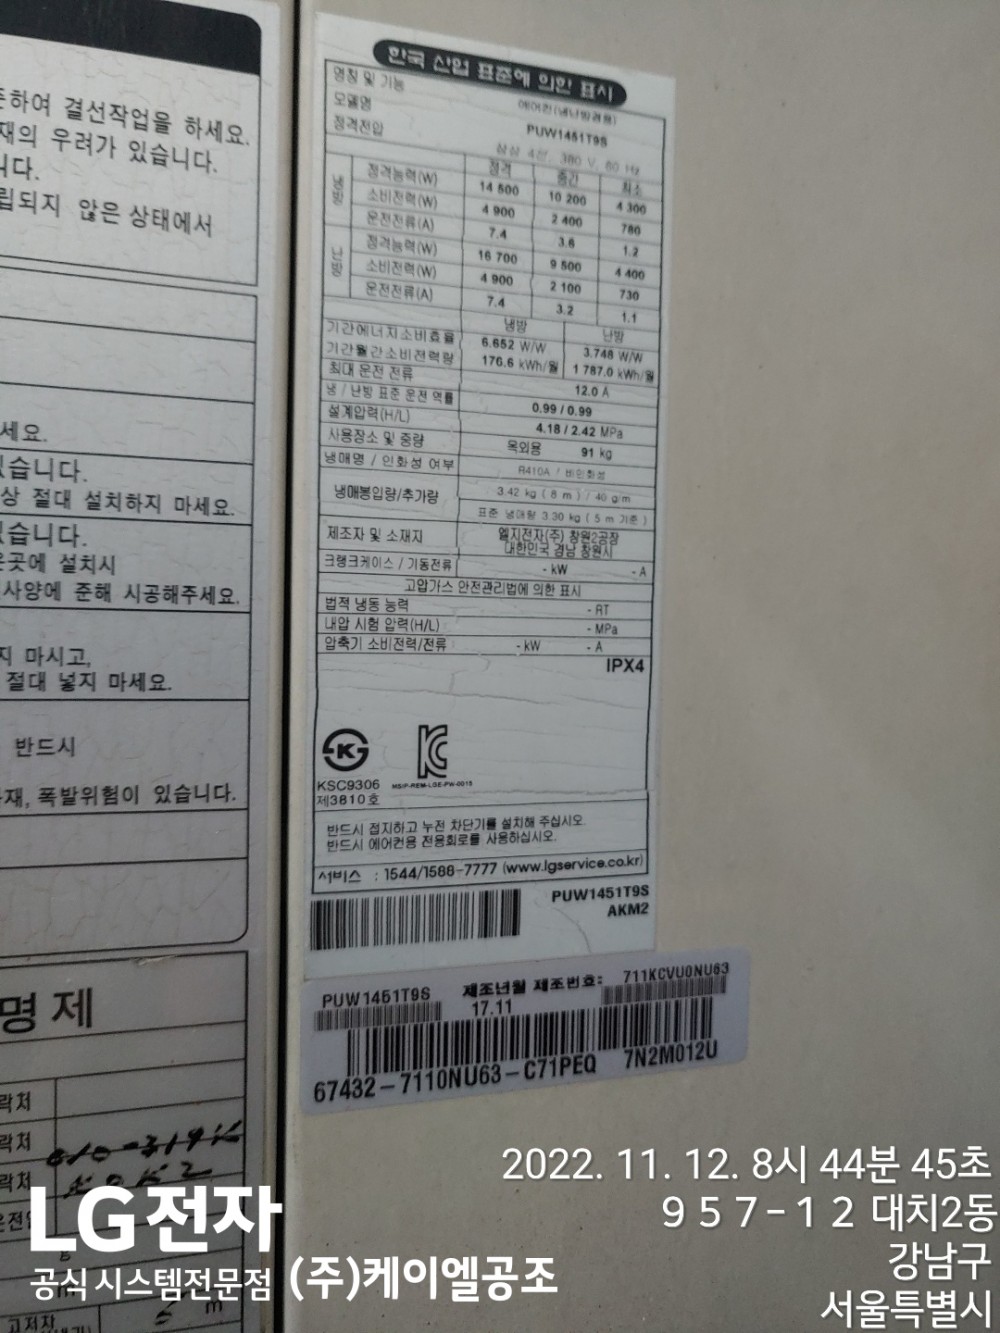 준하여 결선작업을 하세요.
재의 우려가 있습니다.
니다.
립되지 않은 상태에서
세요.
있습니다.
상 절대 설치하지 마세요.
있습니다.
은곳에 설치시
사양에 준해 시공해주세요.
지 마시고,
절대 넣지 마세요.
반드시
재, 폭발위험이 있습니다.
명 제
락처
락처
락처
고저차
5 m
한국 산업 표준에 의한 표시
명칭 및 기능 에어컨(냉난방겸용)
모델명 PUW1451T9S
정격전압 삼상 4선, 380 V, 60 Hz
정격 중간 최소
냉방 정격능력(W) 14 500 10 200 4 300
소비전력(W) 4 900 2 400 780
운전전류(A) 7.4 3.6 1.2
난방 정격능력(W) 16 700 9 500 4 400
소비전력(W) 4 900 2 100 730
운전전류(A) 7.4 3.2 1.1
냉방 난방
기간에너지소비효율 6.652 W/W 3.748 W/W
기간월간소비전력량 176.6 kWh/월 1 787.0 kWh/월
최대 운전 전류 12.0 A
냉 / 난방 표준 운전 역률 0.99 / 0.99
설계압력(H/L) 4.18 / 2.42 MPa
사용장소 및 중량 옥외용 91 kg
냉매명 / 인화성 여부 R410A / 비인화성
냉매봉입량/추가량 3.42 kg ( 8 m ) / 40 g/m
표준 냉매량 3.30 kg ( 5 m 기준 )
제조자 및 소재지 엘지전자(주) 창원2공장
대한민국 경남 창원시
크랭크케이스 / 기동전류 - kW - A
고압가스 안전관리법에 의한 표시
법적 냉동 능력 - RT
내압 시험 압력(H/L) - MPa
압축기 소비전력/전류 - kW - A
IPX4
KSC9306
제3810호
MSIP-REM-LGE-PW-0015
반드시 접지하고 누전 차단기를 설치해 주십시오.
반드시 에어컨용 전용회로를 사용하십시오.
서비스 : 1544/1588-7777 (www.lgservice.co.kr)
PUW1451T9S
AKM2
PUW1451T9S 제조년월 제조번호: 711KCVU0NU63
17.11
67432-7110NU63-C71PEQ 7N2M012U
2022. 11. 12. 8시 44분 45초
957-12 대치2동
강남구
서울특별시
LG전자
공식 시스템전문점 (주)케이엘공조